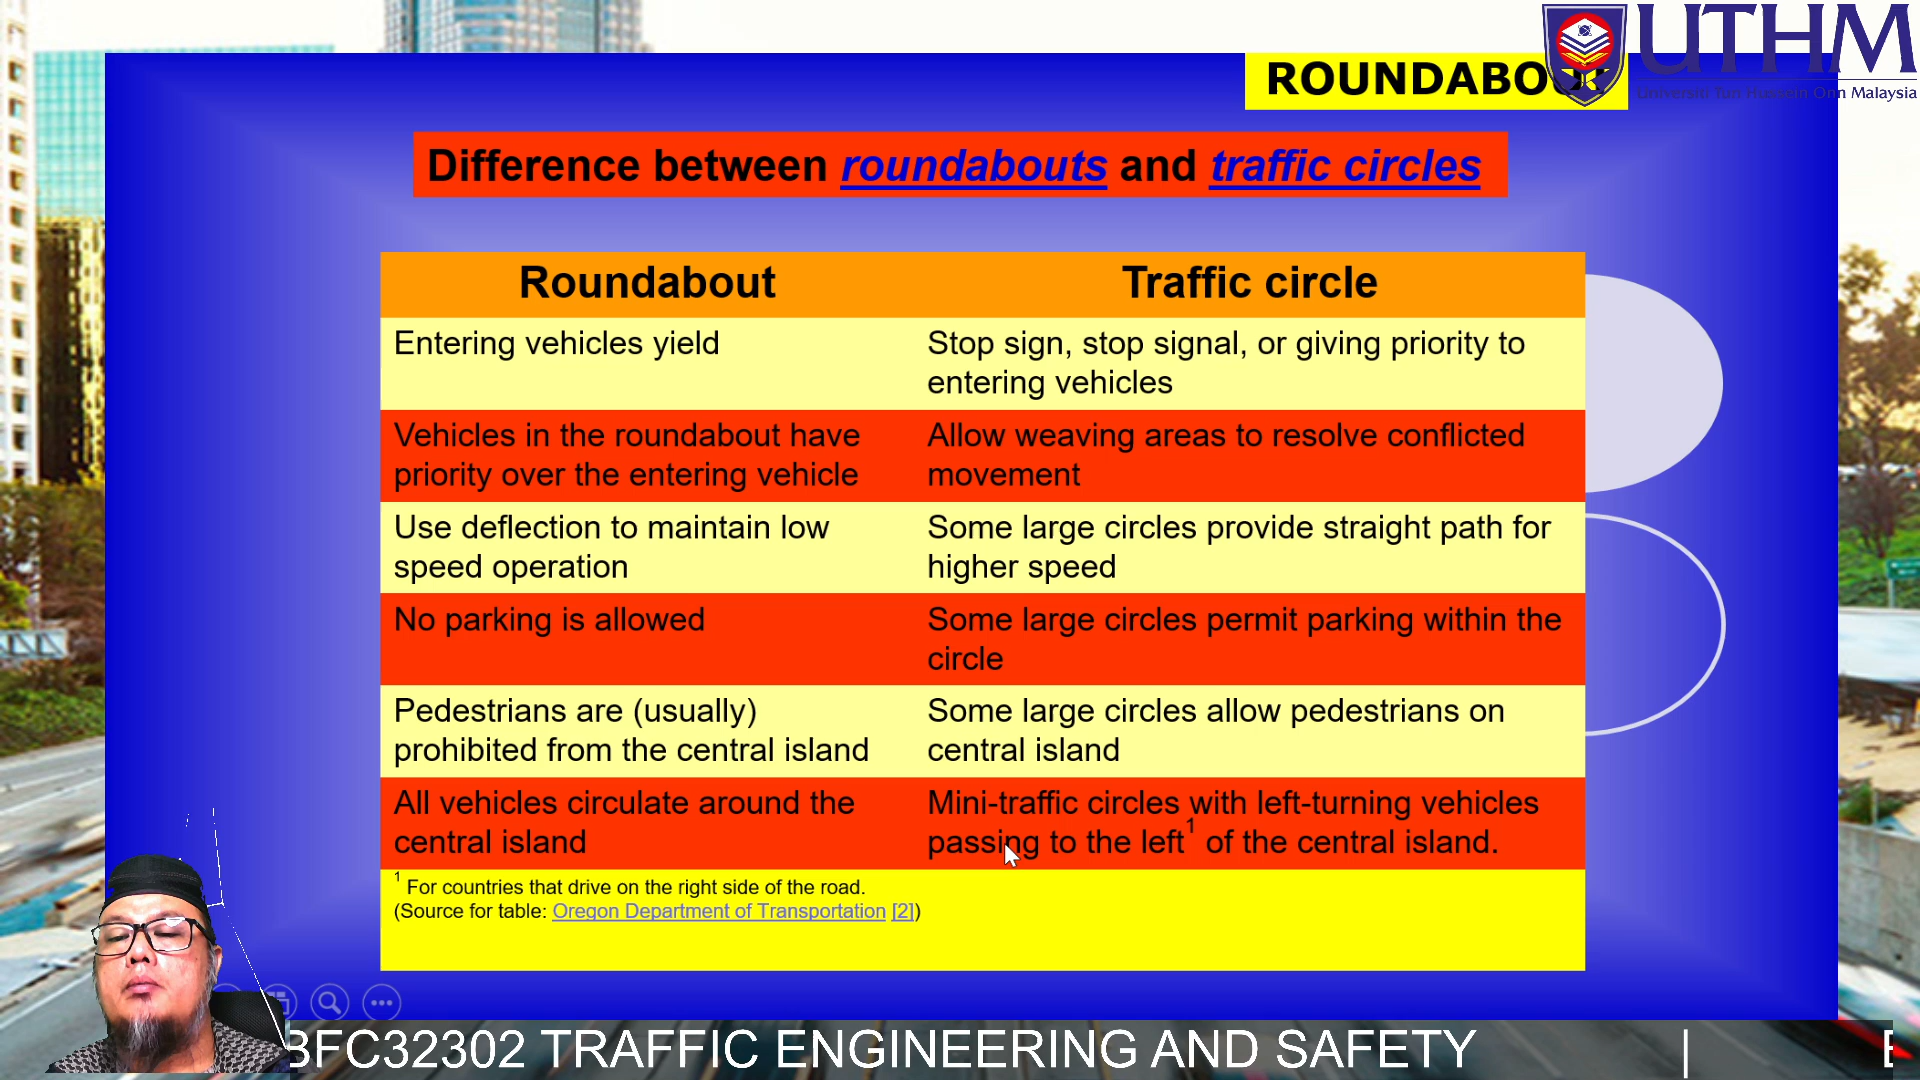 UTHM
Universiti Tun Hussein Onn Malaysia
Difference between roundabouts and traffic circles
Roundabout Traffic circle
Entering vehicles yield
Stop sign, stop signal, or giving priority to
entering vehicles
Vehicles in the roundabout have
priority over the entering vehicle
Allow weaving areas to resolve conflicted
movement
Use deflection to maintain low
speed operation
Some large circles provide straight path for
higher speed
No parking is allowed
Some large circles permit parking within the
circle
Pedestrians are (usually)
prohibited from the central island
Some large circles allow pedestrians on
central island
All vehicles circulate around the
central island
Mini-traffic circles with left-turning vehicles
passing to the left¹ of the central island.
¹ For countries that drive on the right side of the road.
(Source for table: Oregon Department of Transportation [2])
BFC32302 TRAFFIC ENGINEERING AND SAFETY |